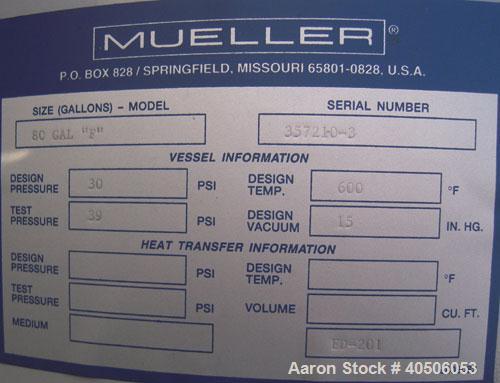 MUELLER ®
P.O. BOX 828 / SPRINGFIELD, MISSOURI 65801-0828, U.S.A.
SIZE (GALLONS) – MODEL SERIAL NUMBER
80 GAL "F" 357210-3
VESSEL INFORMATION
DESIGN PRESSURE 30 PSI DESIGN TEMP. 600 °F
TEST PRESSURE 39 PSI DESIGN VACUUM 15 IN. HG.
HEAT TRANSFER INFORMATION
DESIGN PRESSURE PSI DESIGN TEMP. °F
TEST PRESSURE PSI VOLUME CU. FT.
MEDIUM
ED-201
Aaron Stock # 40506053